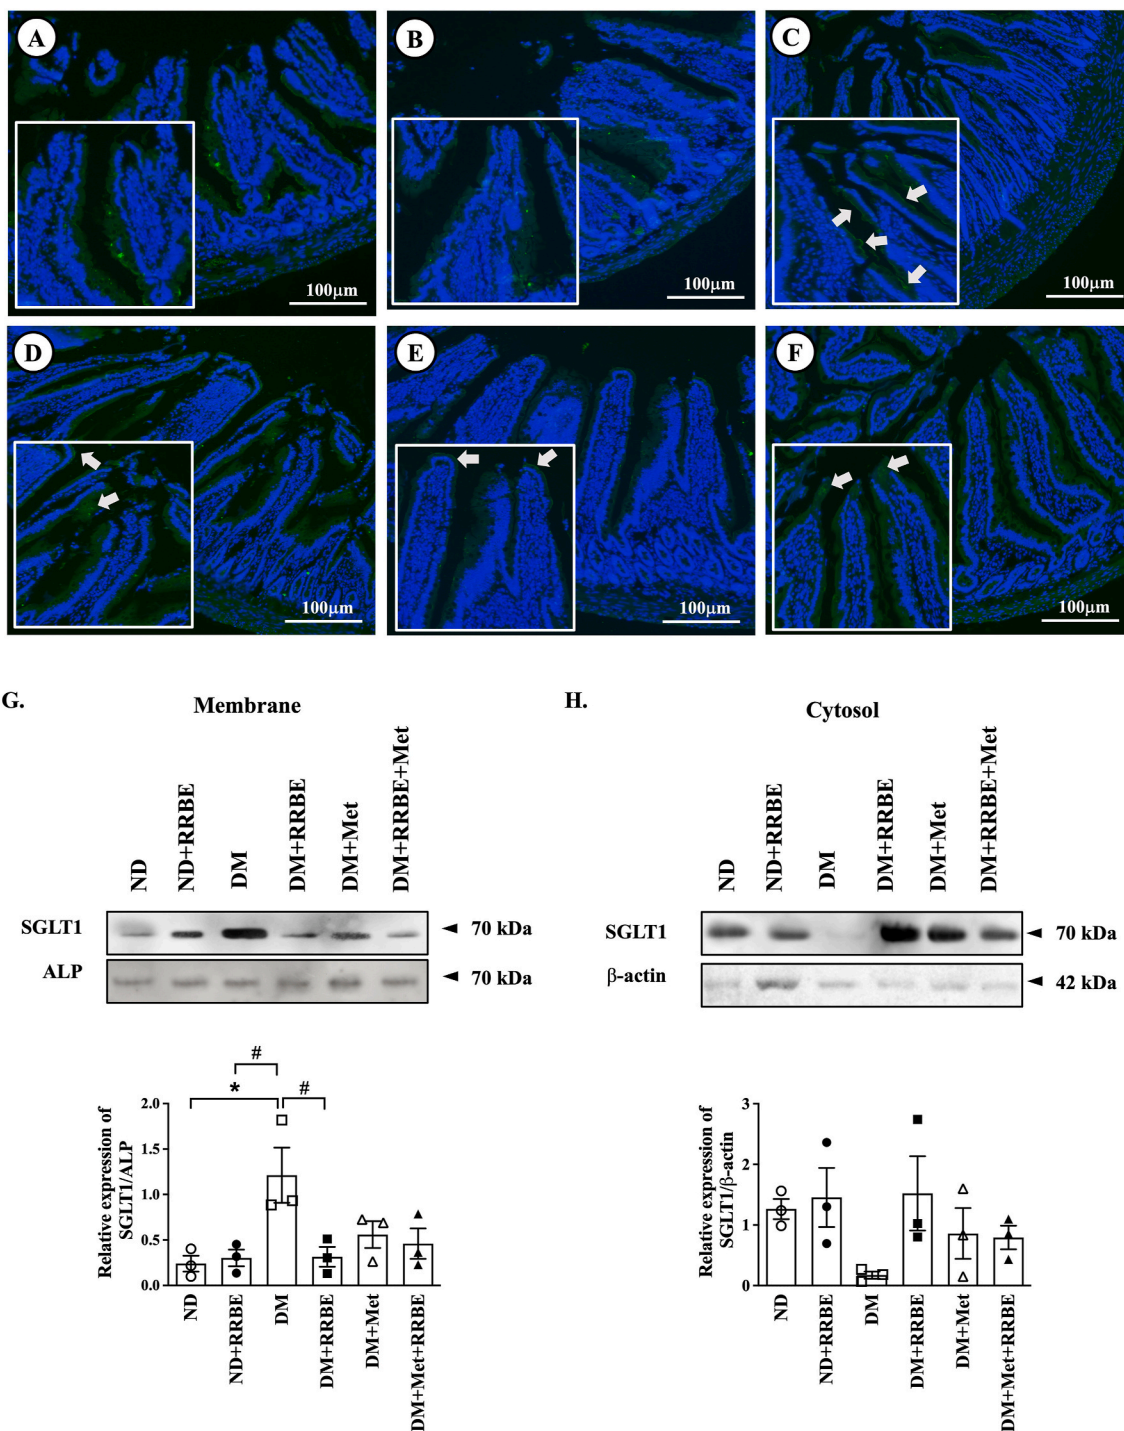 A
B
C
100μm
100μm
100μm
D
E
F
100μm
100μm
100μm
G.
Membrane
ND
ND+RRBE
DM
DM+RRBE
DM+Met
DM+RRBE+Met
SGLT1
70 kDa
ALP
70 kDa
#
*
#
Relative expression of
SGLT1/ALP
2.0
1.5
1.0
0.5
0.0
ND
ND+RRBE
DM
DM+RRBE
DM+Met
DM+Met+RRBE
H.
Cytosol
ND
ND+RRBE
DM
DM+RRBE
DM+Met
DM+RRBE+Met
SGLT1
70 kDa
β-actin
42 kDa
Relative expression of
SGLT1/β-actin
3
2
1
0
ND
ND+RRBE
DM
DM+RRBE
DM+Met
DM+Met+RRBE